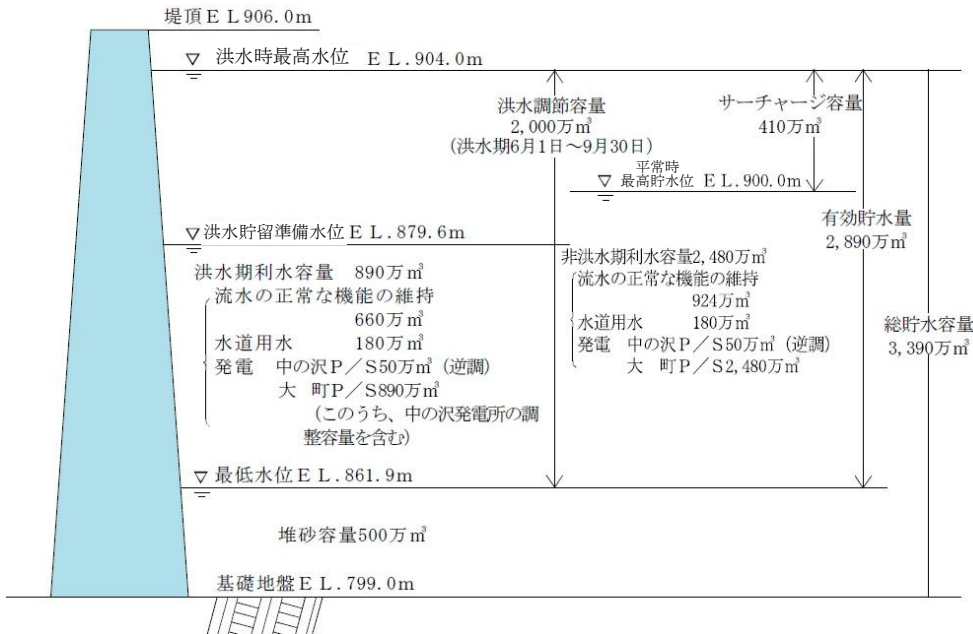 堤頂ＥＬ906.0ｍ
▽ 洪水時最高水位 ＥＬ.904.0ｍ
洪水調節容量
2,000万㎥
(洪水期6月1日～9月30日)
サーチャージ容量
410万㎥
平常時
▽ 最高貯水位 ＥＬ.900.0ｍ
有効貯水量
2,890万㎥
総貯水容量
3,390万㎥
▽洪水貯留準備水位ＥＬ.879.6ｍ
洪水期利水容量 890万㎥
流水の正常な機能の維持
660万㎥
水道用水 180万㎥
発電 中の沢Ｐ／Ｓ50万㎥ (逆調)
大 町Ｐ／Ｓ890万㎥
(このうち、中の沢発電所の調
整容量を含む)
非洪水期利水容量2,480万㎥
流水の正常な機能の維持
924万㎥
水道用水 180万㎥
発電 中の沢Ｐ／Ｓ50万㎥ (逆調)
大 町Ｐ／Ｓ2,480万㎥
▽ 最低水位ＥＬ.861.9ｍ
堆砂容量500万㎥
基礎地盤ＥＬ.799.0ｍ